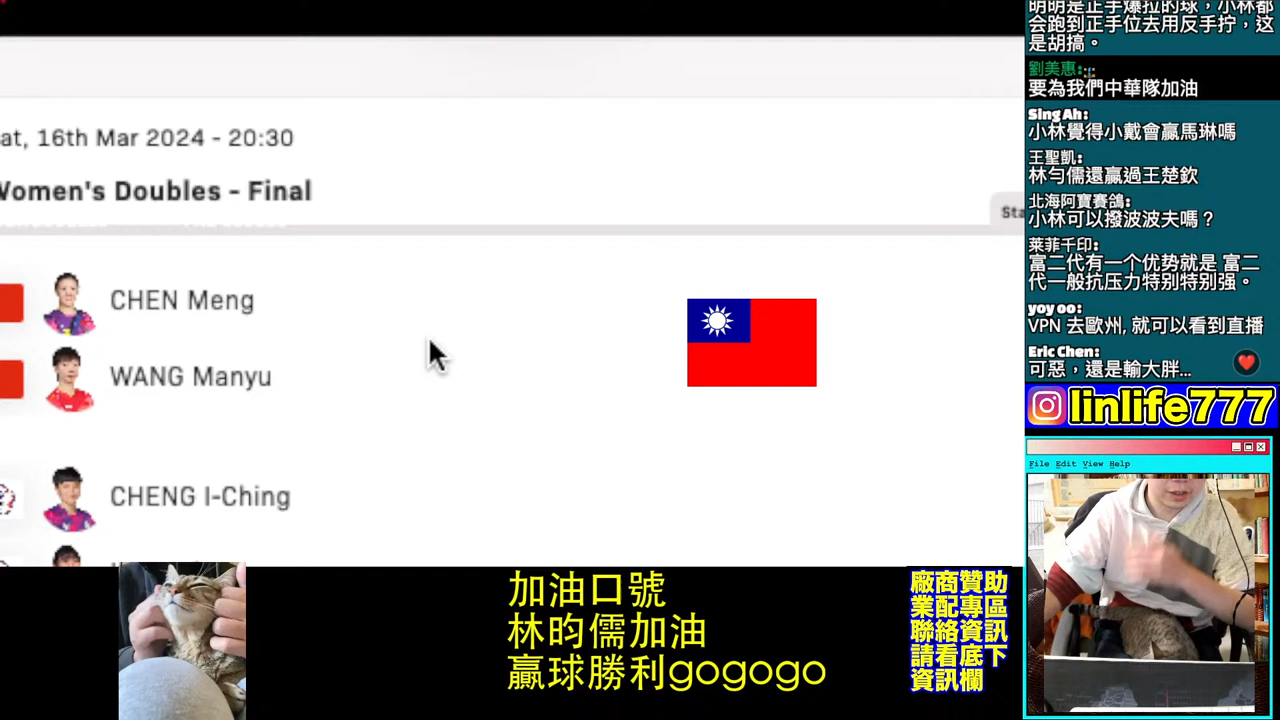 at, 16th Mar 2024 - 20:30
Women's Doubles - Final
Sta
CHEN Meng
WANG Manyu
CHENG I-Ching
明明是正手爆拉的球，小林都
会跑到正手位去用反手拧，这
是胡搞。
劉美惠:
要為我們中華隊加油
Sing Ah:
小林覺得小戴會贏馬琳嗎
王聖凱:
林勻儒還贏過王楚欽
北海阿寶賽鴿:
小林可以撥波波夫嗎？
莱菲千印:
富二代有一个优势就是 富二
代一般抗压力特别特别强。
yoy oo:
VPN 去歐州, 就可以看到直播
Eric Chen:
可惡，還是輸大胖...
linlife777
File Edit View Help
加油口號
林昀儒加油
贏球勝利gogogo
廠商贊助
業配專區
聯絡資訊
請看底下
資訊欄